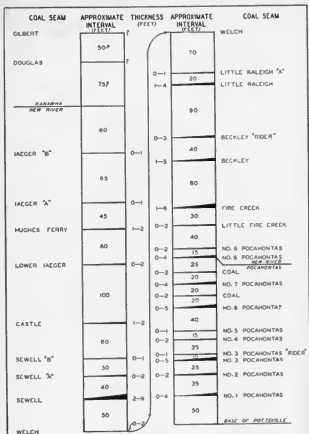 COAL SEAM APPROXIMATE INTERVAL (FEET) THICKNESS (FEET) APPROXIMATE INTERVAL (FEET) COAL SEAM
GILBERT ?
50?
DOUGLAS ?
75?
KANAWHA
NEW RIVER
80
IAEGER "B" 0-1
85
IAEGER "A" 0-1
45
HUGHES FERRY 1-2
60
LOWER IAEGER 0-2
100
CASTLE 1-2
60
SEWELL "B" 0-1
30
SEWELL "A" 0-2
40
SEWELL 2-9
50
WELCH 0-2
WELCH
70
0-1 LITTLE RALEIGH "A"
20
1-4 LITTLE RALEIGH
90
0-3 BECKLEY "RIDER"
40
1-5 BECKLEY
60
1-6 FIRE CREEK
30
0-2 LITTLE FIRE CREEK
40
0-2 NO. 8 POCAHONTAS
15
0-4 NO. 8 POCAHONTAS
NEW RIVER
POCAHONTAS
25
0-2 COAL
20
0-4 NO. 7 POCAHONTAS
20
0-2 COAL
20
0-5 NO. 6 POCAHONTAT
40
0-1 NO. 5 POCAHONTAS
15
0-2 NO. 4 POCAHONTAS
25
0-1 NO. 3 POCAHONTAS "RIDER"
10
0-5 NO. 3 POCAHONTAS
25
0-2 NO. 2 POCAHONTAS
35
0-4 NO. 1 POCAHONTAS
50
BASE OF POTTSVILLE